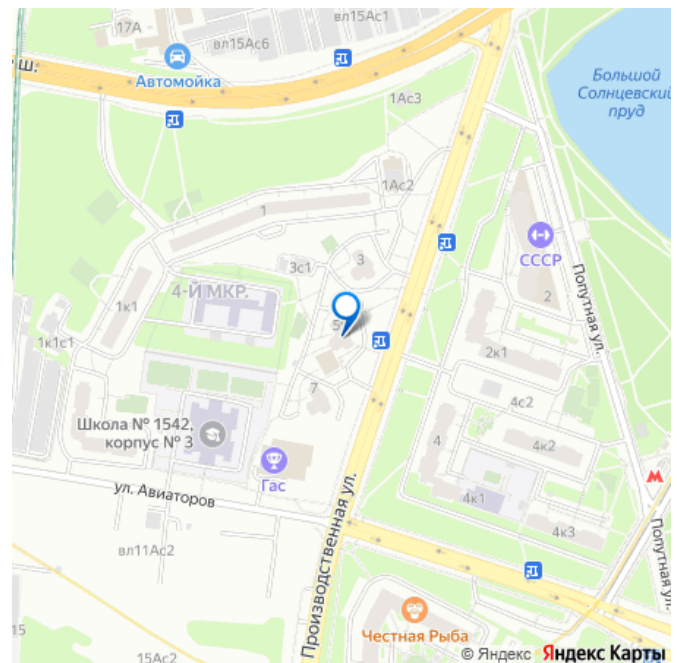 17А
вл15Ас6
вл15Ас1
Автомойка
ш.
1Ас3
Большой
Солнцевский
пруд
1Ас2
1
СССР
3
3с1
4-Й МКР.
2
Попутная ул.
1к1
5
1к1с1
2к1
7
4с2
Школа № 1542,
корпус № 3
4
4к2
Гас
4к1
ул. Авиаторов
4к3
Попутная ул.
вл11Ас2
Производственная ул.
15
Честная Рыба
15Ас2
© Яндекс Яндекс Карты